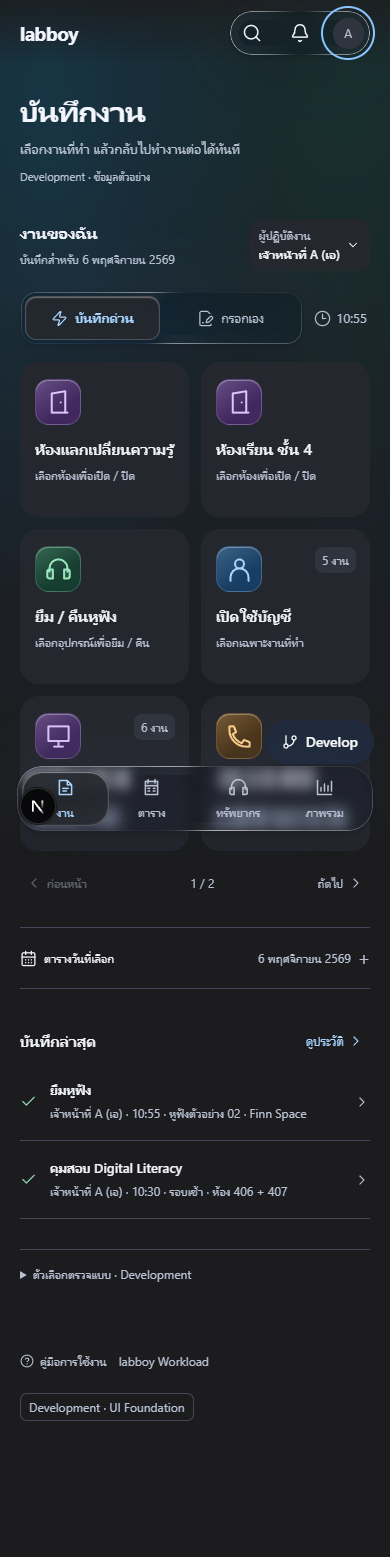 labboy
A
บันทึกงาน
เลือกงานที่ทำ แล้วกลับไปทำงานต่อได้ทันที
Development · ข้อมูลตัวอย่าง
งานของฉัน
บันทึกสำหรับ 6 พฤศจิกายน 2569
ผู้ปฏิบัติงาน
เจ้าหน้าที่ A (เอ)
บันทึกด่วน
กรอกเอง
10:55
ห้องแลกเปลี่ยนความรู้
เลือกห้องเพื่อเปิด / ปิด
ห้องเรียน ชั้น 4
เลือกห้องเพื่อเปิด / ปิด
ยืม / คืนหูฟัง
เลือกอุปกรณ์เพื่อยืม / คืน
5 งาน
เปิดใช้บัญชี
เลือกเฉพาะงานที่ทำ
6 งาน
Develop
N
งาน
ตาราง
ทรัพยากร
ภาพรวม
ก่อนหน้า
1 / 2
ถัดไป
ตารางวันที่เลือก
6 พฤศจิกายน 2569
บันทึกล่าสุด
ดูประวัติ
ยืมหูฟัง
เจ้าหน้าที่ A (เอ) · 10:55 · หูฟังตัวอย่าง 02 · Finn Space
คุมสอบ Digital Literacy
เจ้าหน้าที่ A (เอ) · 10:30 · รอบเช้า · ห้อง 406 + 407
ตัวเลือกตรวจแบบ · Development
คู่มือการใช้งาน
labboy Workload
Development · UI Foundation